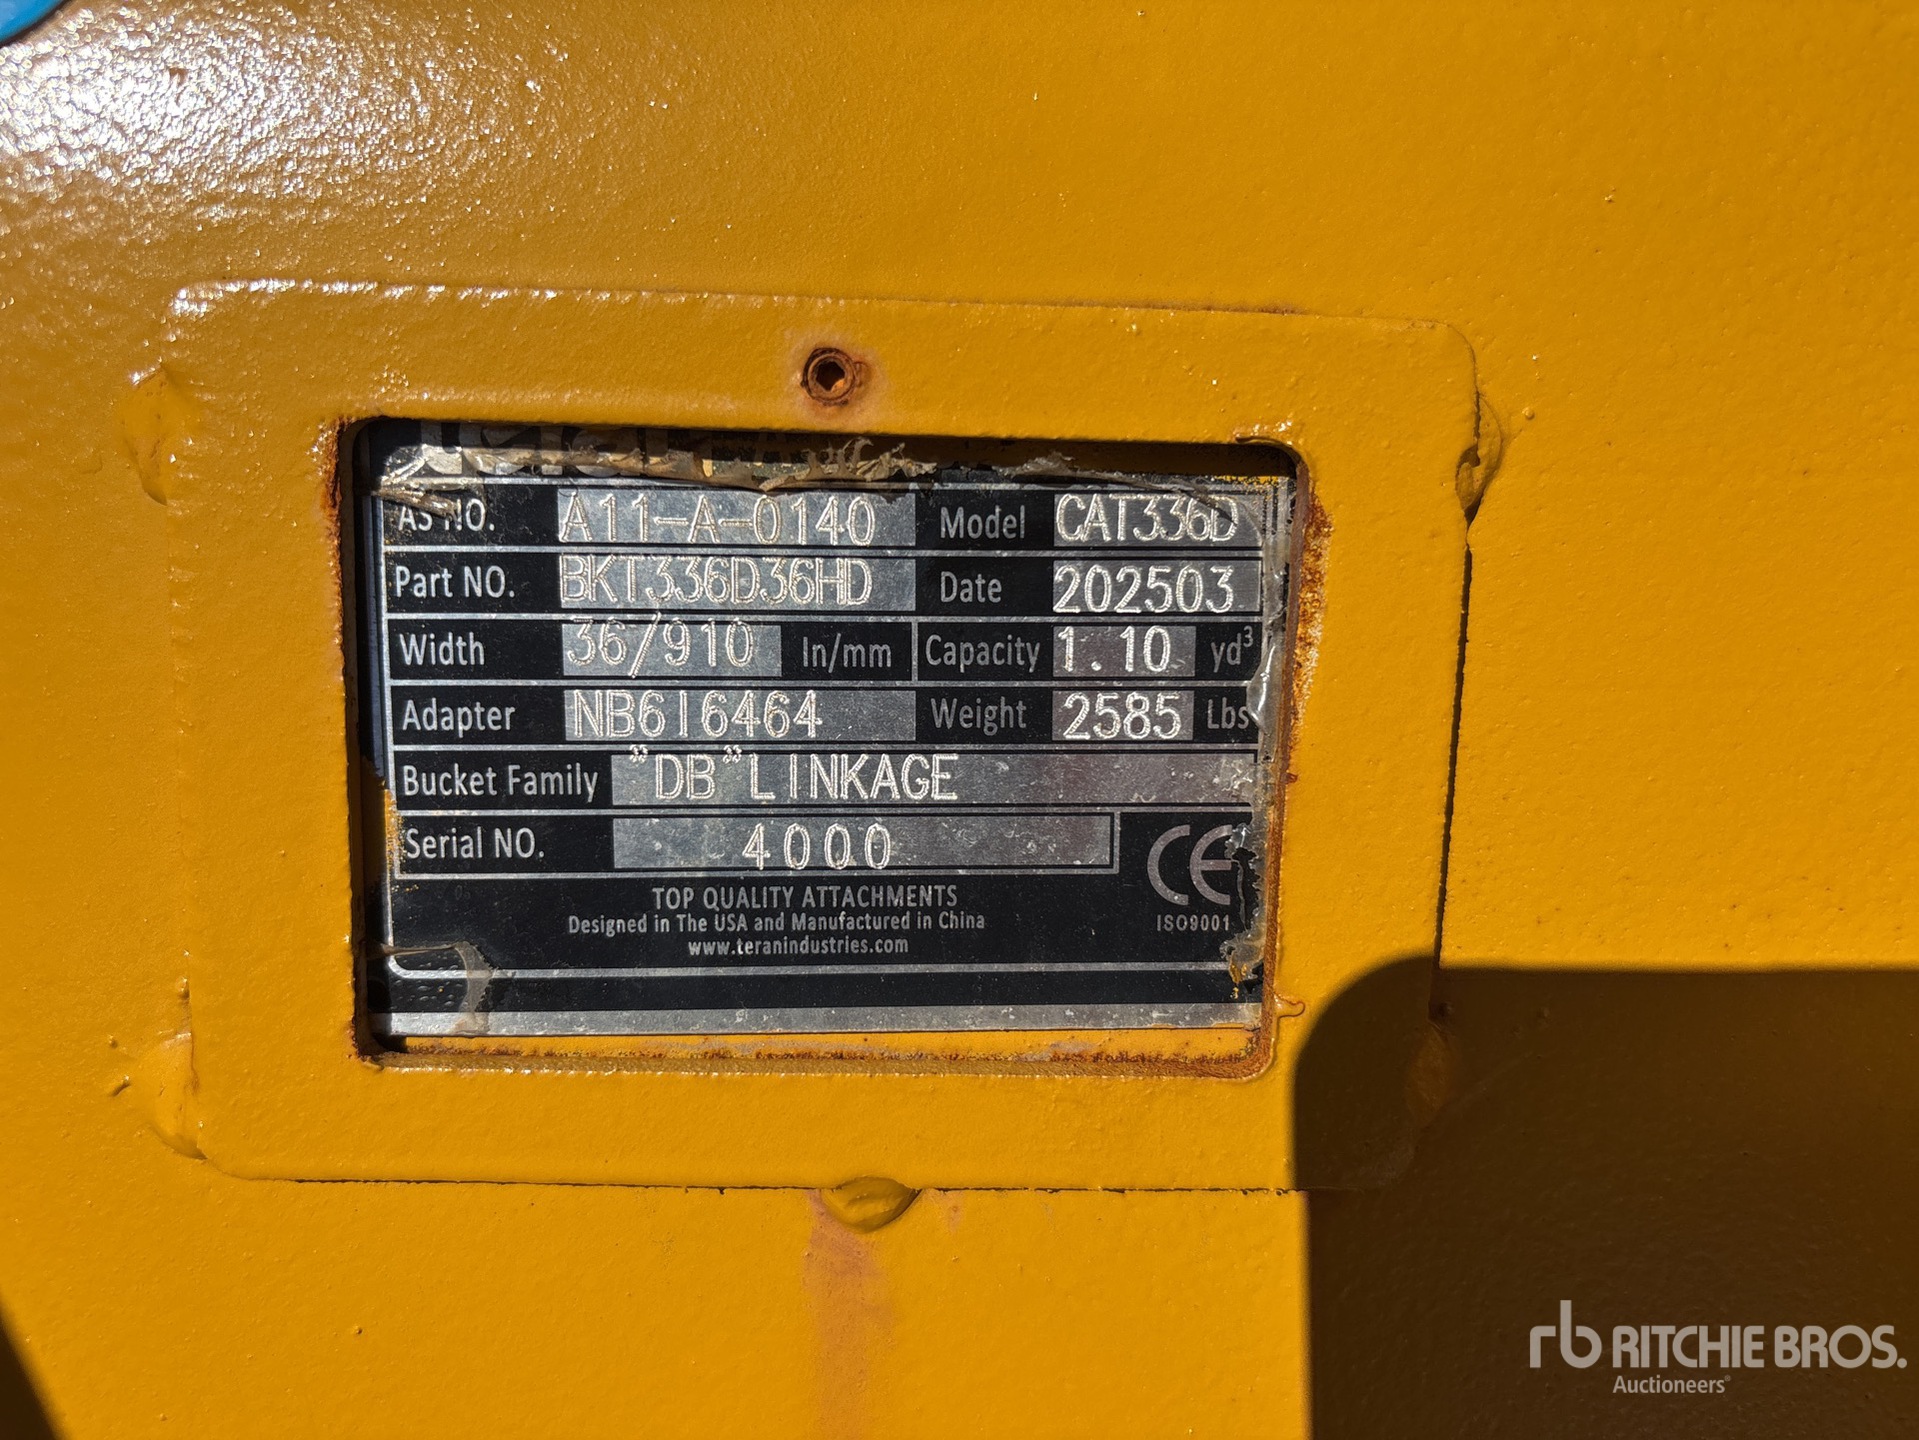 AS NO. A11-A-0140 Model CAT336D
Part NO. BKT336D36HD Date 202503
Width 36/910 In/mm Capacity 1.10 yd³
Adapter NB616464 Weight 2585 Lbs
Bucket Family "DB"LINKAGE
Serial NO. 4000 CE
TOP QUALITY ATTACHMENTS
Designed in The USA and Manufactured in China ISO9001
www.teranindustries.com
rb RITCHIE BROS.
Auctioneers®